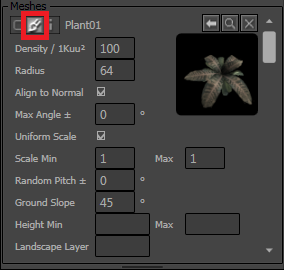 Meshes
Plant01
Density / 1Kuu² 100
Radius 64
Align to Normal
Max Angle ± 0 °
Uniform Scale
Scale Min 1 Max 1
Random Pitch ± 0 °
Ground Slope 45 °
Height Min Max
Landscape Layer